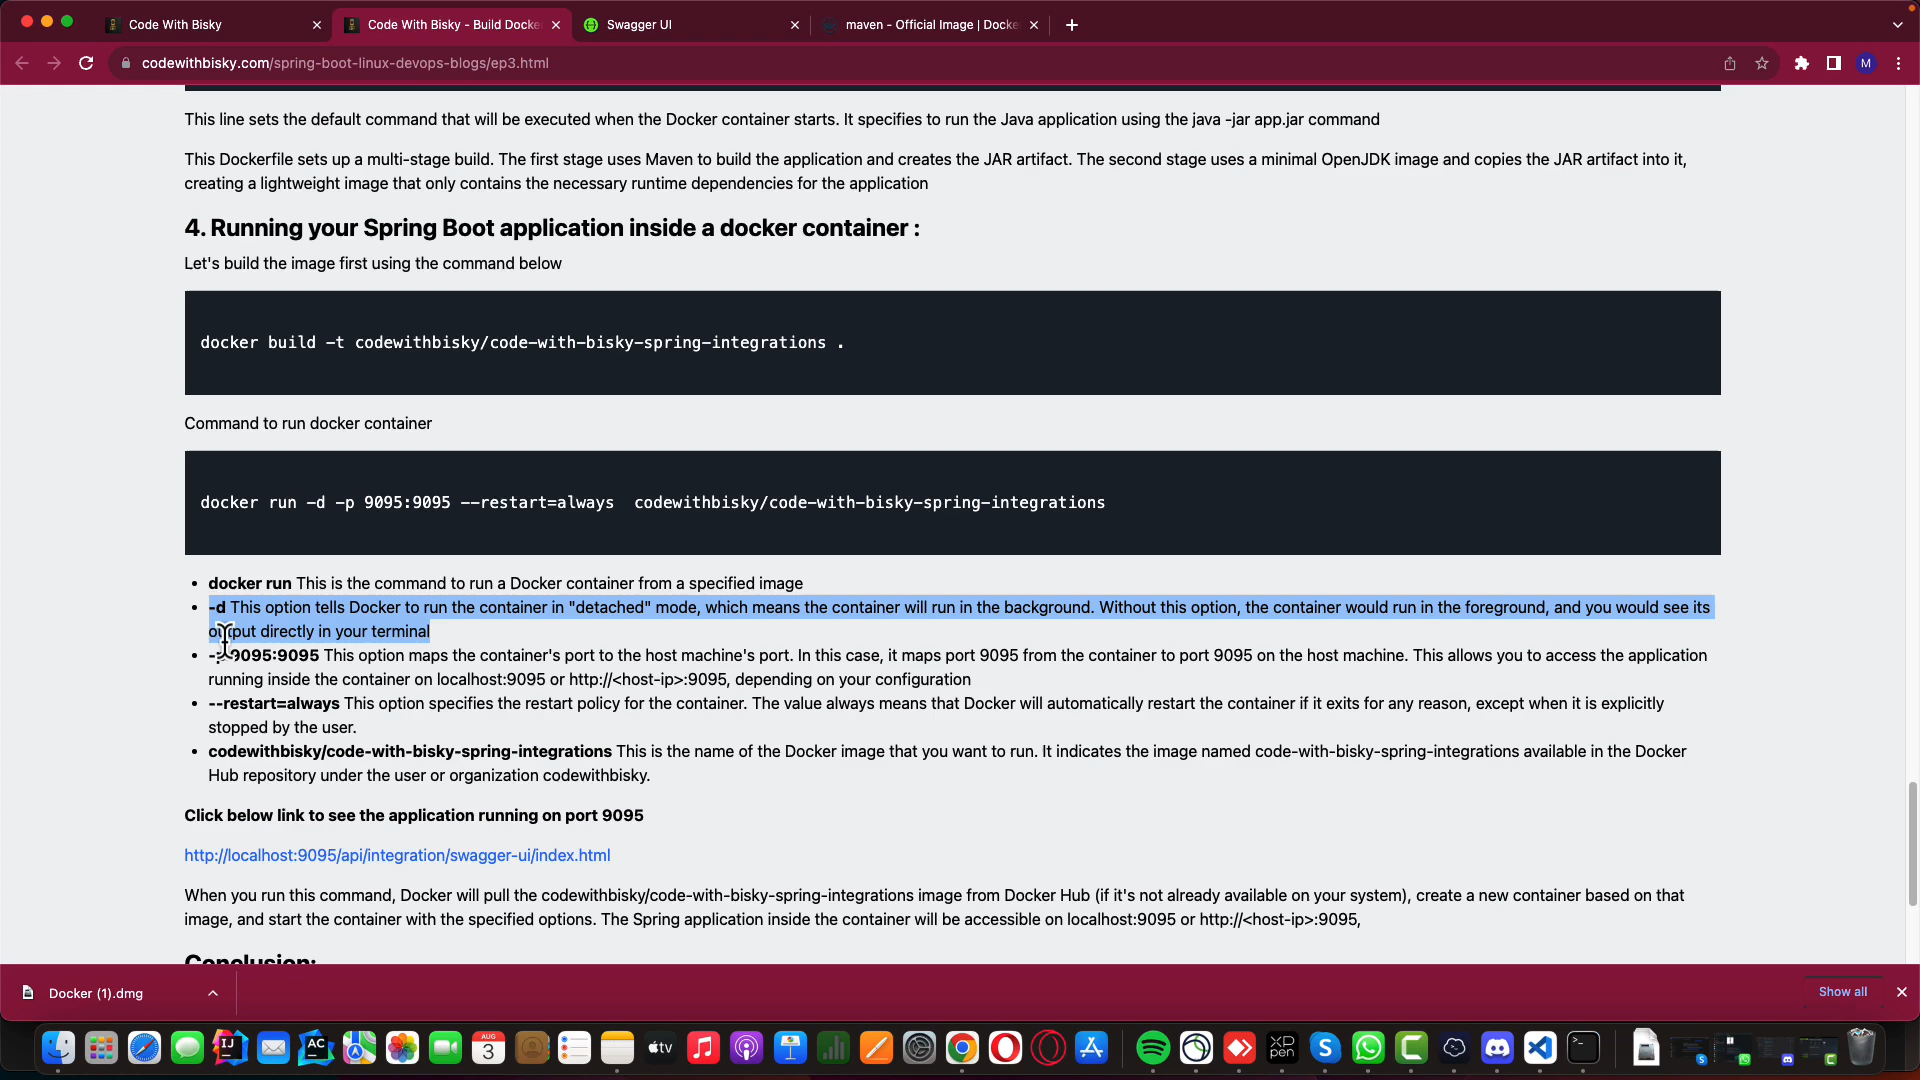 Code With Bisky
Code With Bisky - Build Docke
Swagger UI
maven - Official Image | Docke
codewithbisky.com/spring-boot-linux-devops-blogs/ep3.html
M
This line sets the default command that will be executed when the Docker container starts. It specifies to run the Java application using the java -jar app.jar command
This Dockerfile sets up a multi-stage build. The first stage uses Maven to build the application and creates the JAR artifact. The second stage uses a minimal OpenJDK image and copies the JAR artifact into it,
creating a lightweight image that only contains the necessary runtime dependencies for the application
4. Running your Spring Boot application inside a docker container :
Let's build the image first using the command below
docker build -t codewithbisky/code-with-bisky-spring-integrations .
Command to run docker container
docker run -d -p 9095:9095 --restart=always  codewithbisky/code-with-bisky-spring-integrations
• docker run This is the command to run a Docker container from a specified image
• -d This option tells Docker to run the container in "detached" mode, which means the container will run in the background. Without this option, the container would run in the foreground, and you would see its
output directly in your terminal
• -p 9095:9095 This option maps the container's port to the host machine's port. In this case, it maps port 9095 from the container to port 9095 on the host machine. This allows you to access the application
running inside the container on localhost:9095 or http://<host-ip>:9095, depending on your configuration
• --restart=always This option specifies the restart policy for the container. The value always means that Docker will automatically restart the container if it exits for any reason, except when it is explicitly
stopped by the user.
• codewithbisky/code-with-bisky-spring-integrations This is the name of the Docker image that you want to run. It indicates the image named code-with-bisky-spring-integrations available in the Docker
Hub repository under the user or organization codewithbisky.
Click below link to see the application running on port 9095
http://localhost:9095/api/integration/swagger-ui/index.html
When you run this command, Docker will pull the codewithbisky/code-with-bisky-spring-integrations image from Docker Hub (if it's not already available on your system), create a new container based on that
image, and start the container with the specified options. The Spring application inside the container will be accessible on localhost:9095 or http://<host-ip>:9095,
Conclusion:
Docker (1).dmg
Show all
IJ
AC
AUG
3
tv
XP
PEN